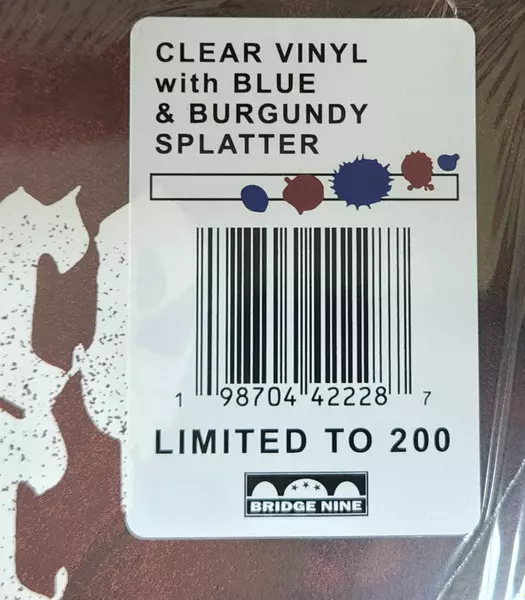 CLEAR VINYL
with BLUE
& BURGUNDY
SPLATTER
1 98704 42228 7
LIMITED TO 200
BRIDGE NINE